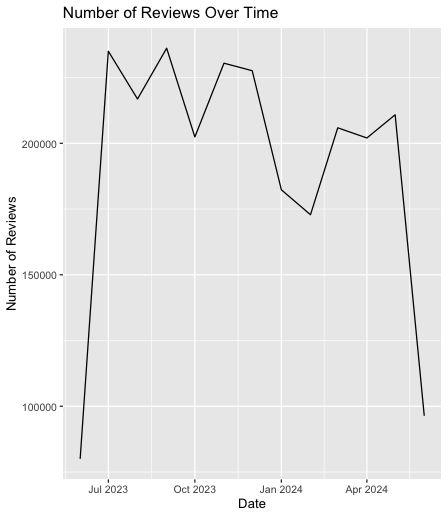 Number of Reviews Over Time
Number of Reviews
200000
150000
100000
Jul 2023 Oct 2023 Jan 2024 Apr 2024
Date